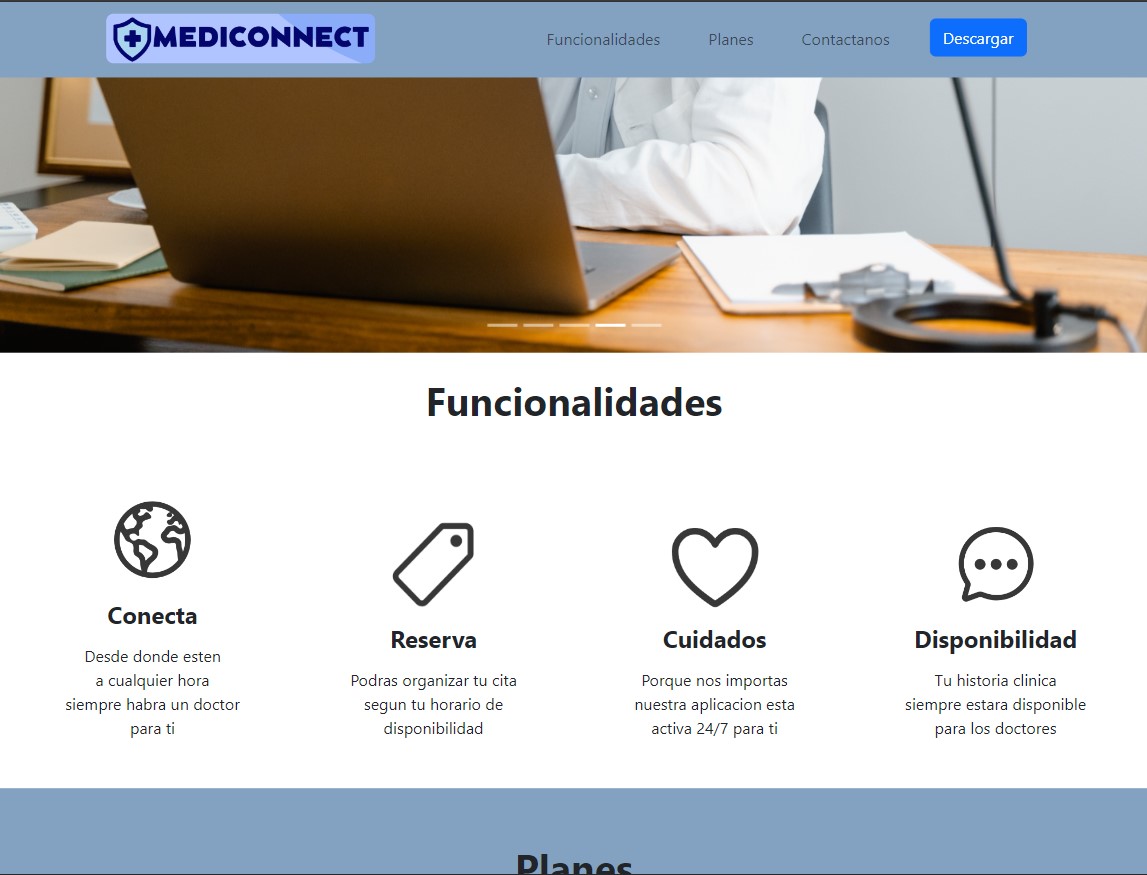 MEDICONNECT
Funcionalidades
Planes
Contactanos
Descargar
Funcionalidades
Conecta
Desde donde esten
a cualquier hora
siempre habra un doctor
para ti
Reserva
Podras organizar tu cita
segun tu horario de
disponibilidad
Cuidados
Porque nos importas
nuestra aplicacion esta
activa 24/7 para ti
Disponibilidad
Tu historia clinica
siempre estara disponible
para los doctores
Planes